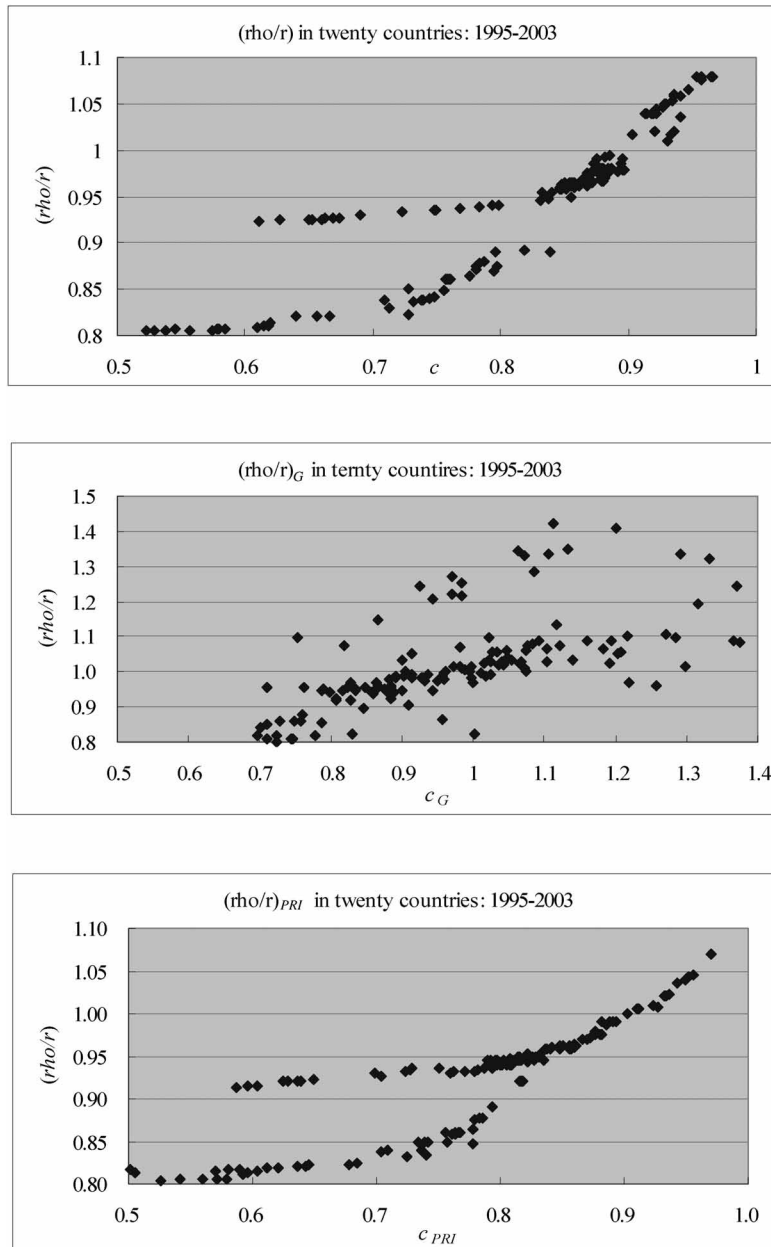 (rho/r) in twenty countries: 1995-2003
1.1
1.05
1
0.95
0.9
0.85
0.8
(rho/r)
0.5 0.6 0.7 0.8 0.9 1
c
(rho/r)G in ternty countires: 1995-2003
1.5
1.4
1.3
1.2
1.1
1.0
0.9
0.8
(rho/r)
0.5 0.6 0.7 0.8 0.9 1 1.1 1.2 1.3 1.4
c G
(rho/r)PRI in twenty countries: 1995-2003
1.10
1.05
1.00
0.95
0.90
0.85
0.80
(rho/r)
0.5 0.6 0.7 0.8 0.9 1.0
c PRI